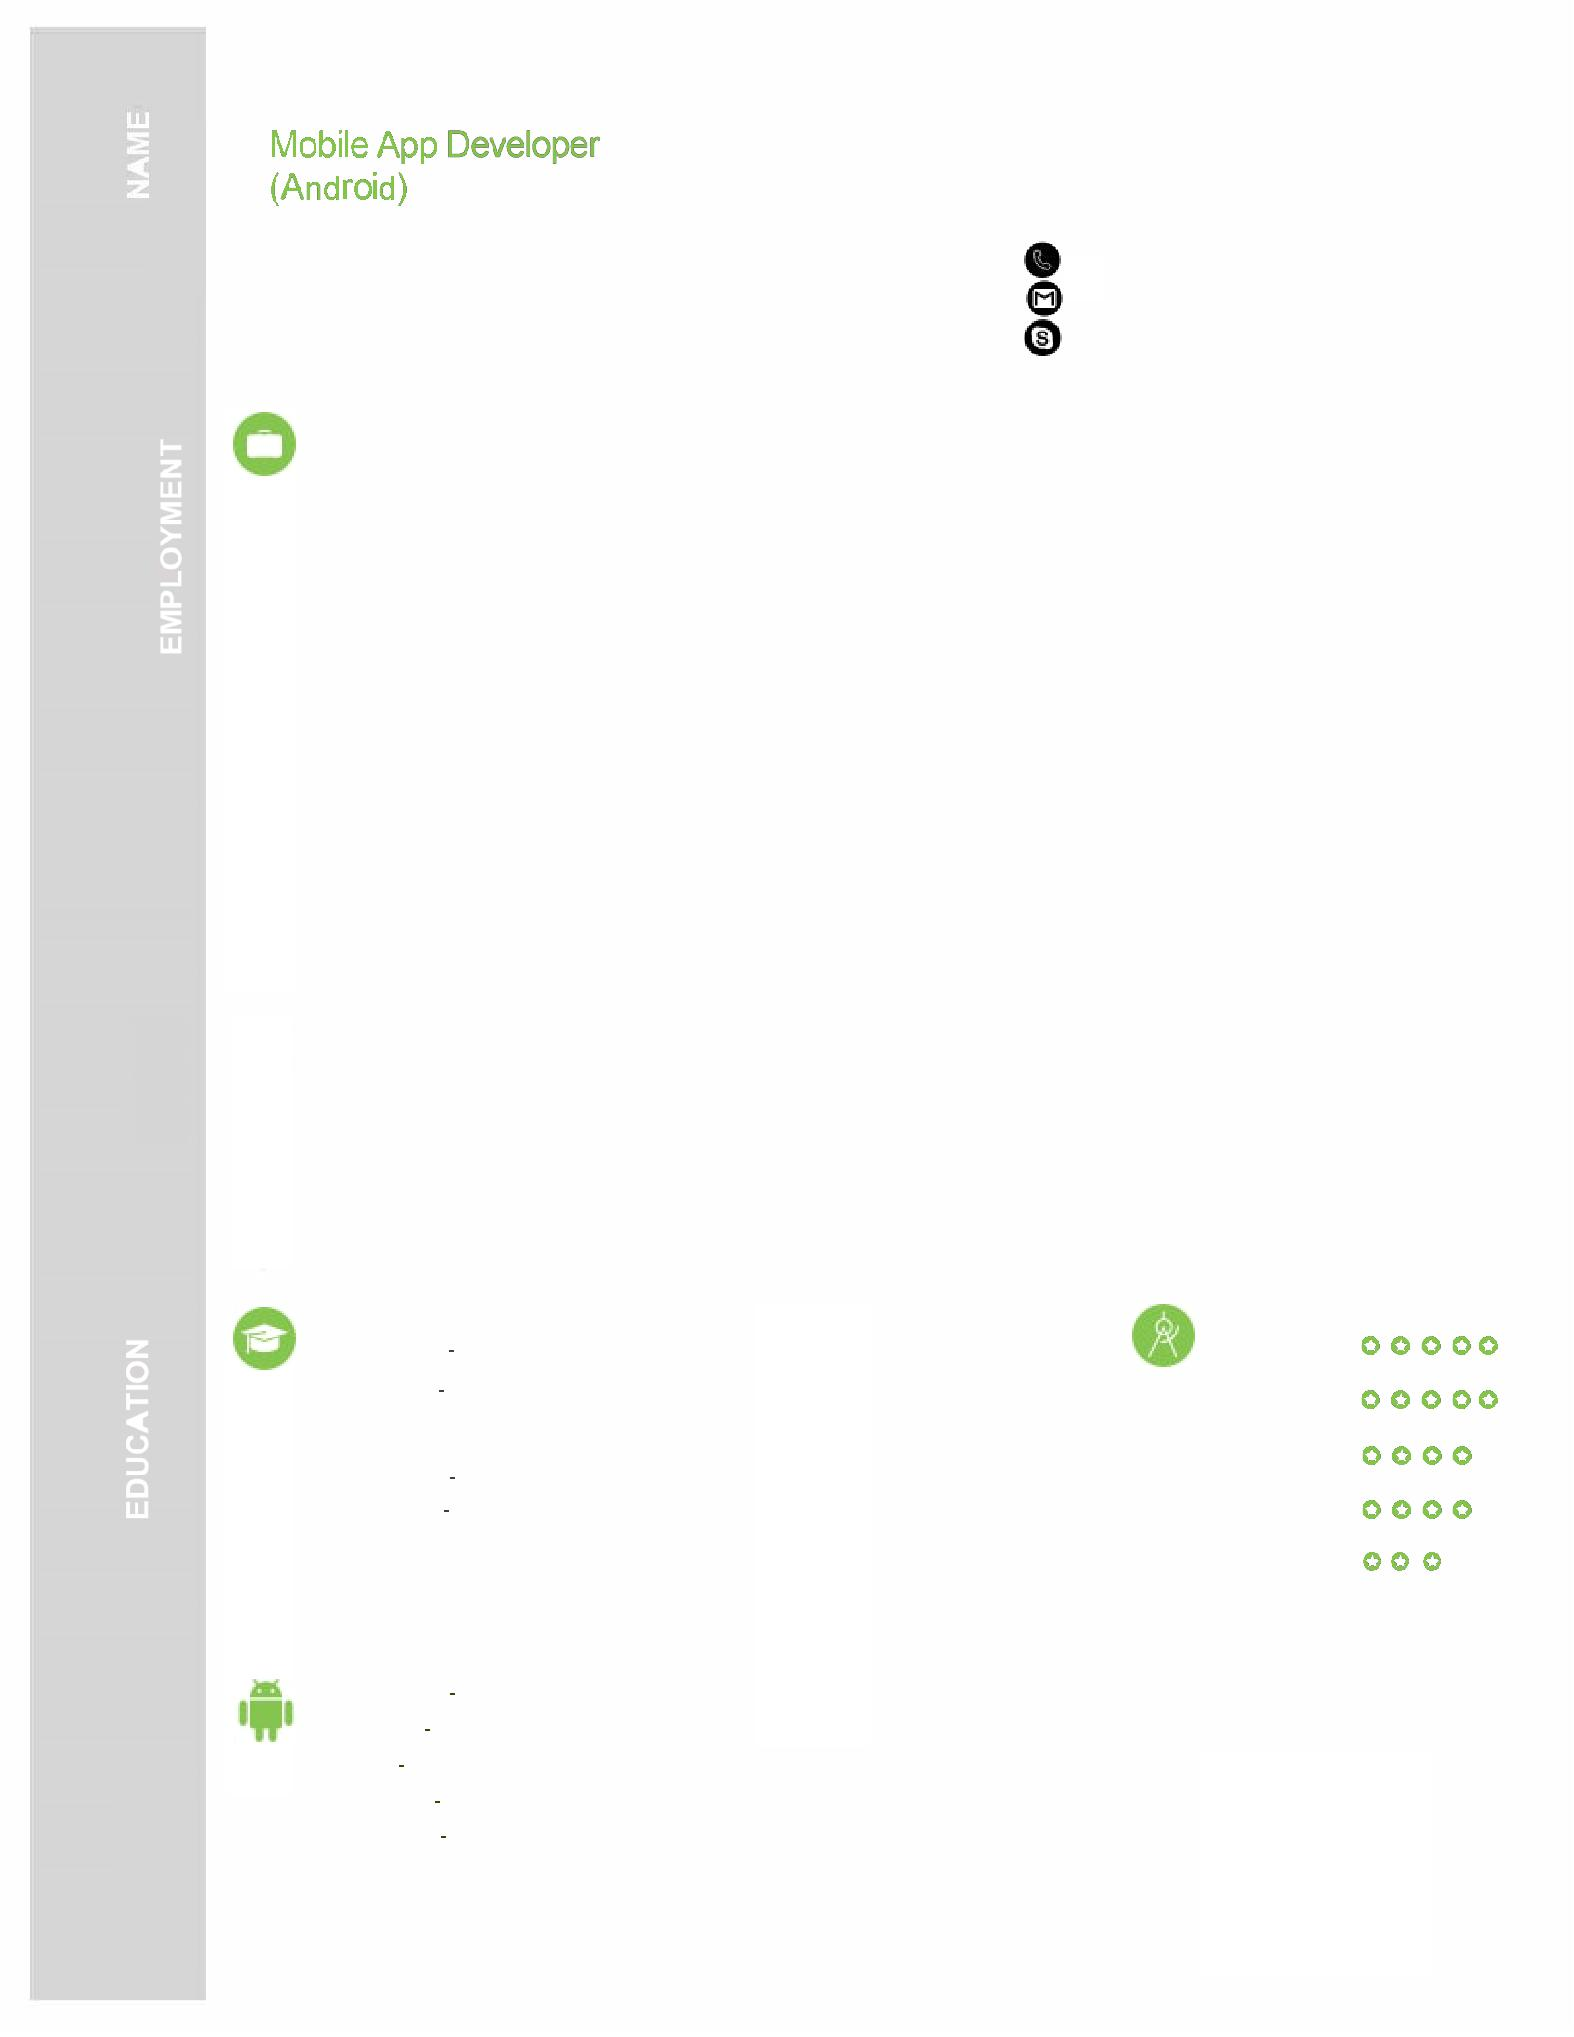 NAME
Mobile App Developer
(Android)
EMPLOYMENT
EDUCATION
-
-
-
-
-
-
-
-
-